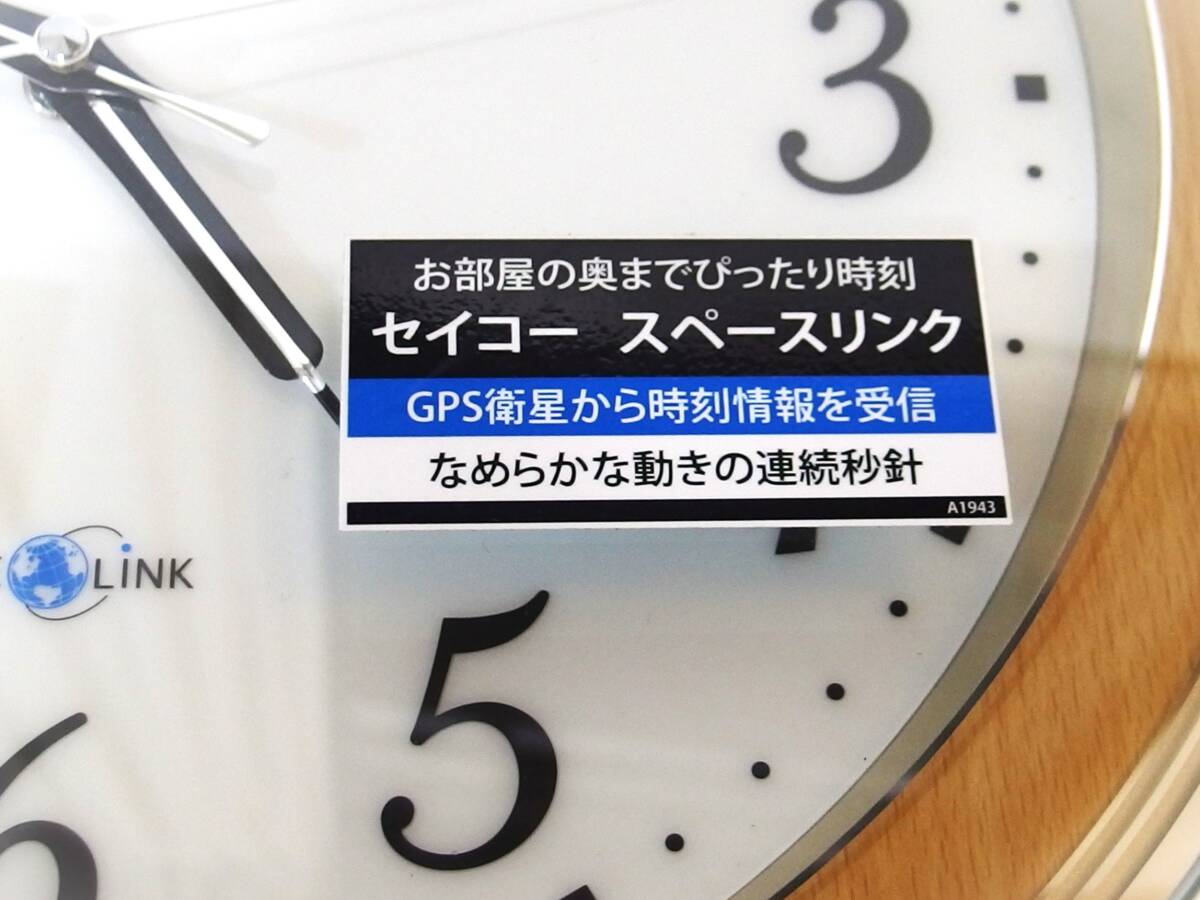 3
お部屋の奥までぴったり時刻
セイコー スペースリンク
GPS衛星から時刻情報を受信
なめらかな動きの連続秒針
A1943
LiNK
5
6